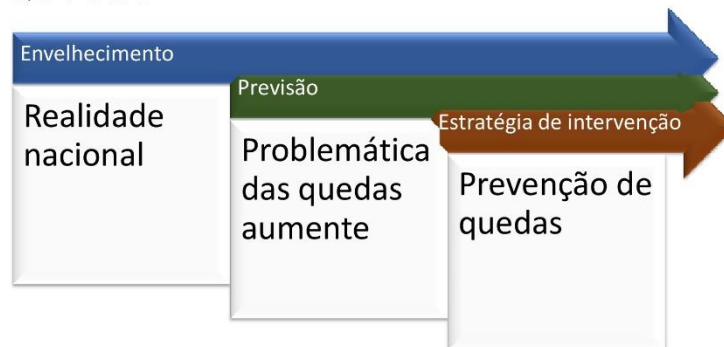 Envelhecimento
Realidade
nacional
Previsão
Problemática
das quedas
aumente
Estratégia de intervenção
Prevenção de
quedas